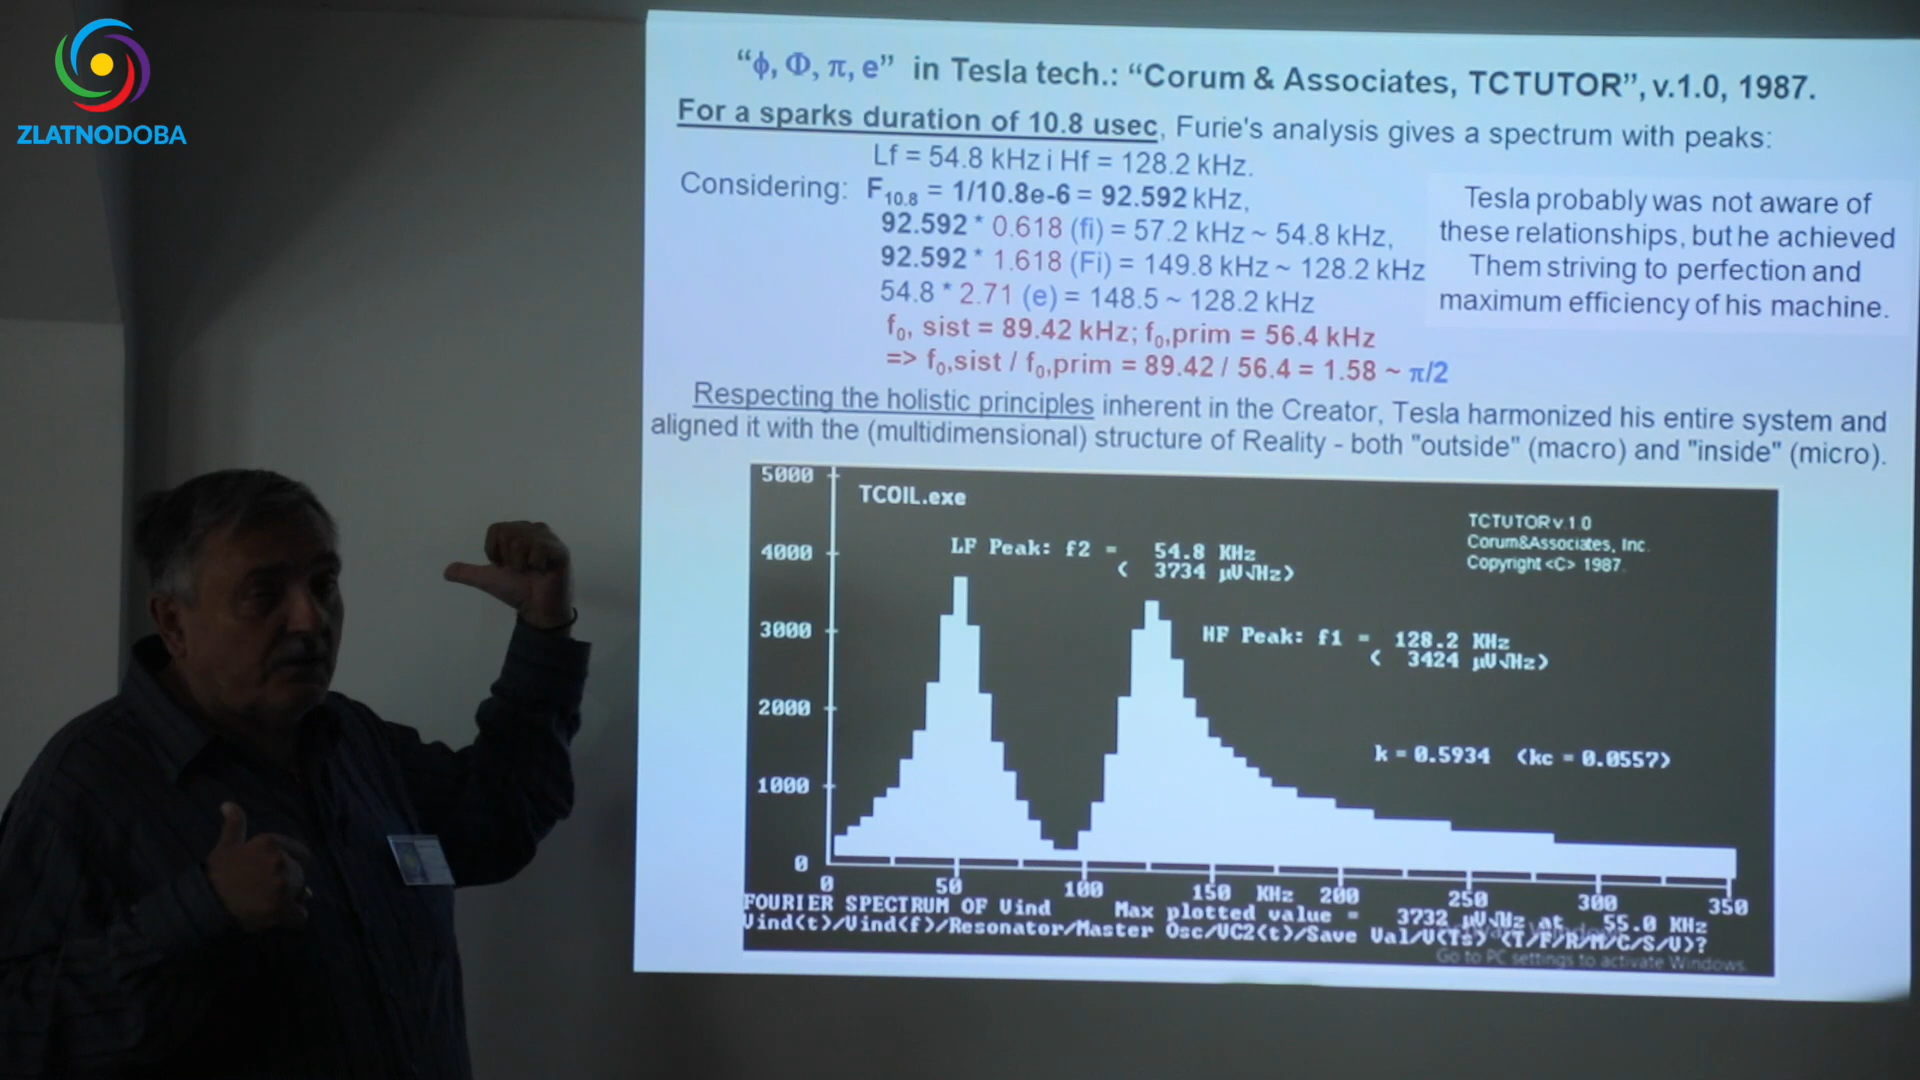 ZLATNODOBA
“ϕ, Φ, π, e” in Tesla tech.: “Corum & Associates, TCTUTOR”, v.1.0, 1987.
For a sparks duration of 10.8 usec, Furie's analysis gives a spectrum with peaks:
Lf = 54.8 kHz i Hf = 128.2 kHz.
Considering: F10.8 = 1/10.8e-6 = 92.592 kHz,
92.592 * 0.618 (fi) = 57.2 kHz ~ 54.8 kHz,
92.592 * 1.618 (Fi) = 149.8 kHz ~ 128.2 kHz
54.8 * 2.71 (e) = 148.5 ~ 128.2 kHz
f0, sist = 89.42 kHz; f0,prim = 56.4 kHz
=> f0,sist / f0,prim = 89.42 / 56.4 = 1.58 ~ π/2
Tesla probably was not aware of
these relationships, but he achieved
Them striving to perfection and
maximum efficiency of his machine.
Respecting the holistic principles inherent in the Creator, Tesla harmonized his entire system and
aligned it with the (multidimensional) structure of Reality - both "outside" (macro) and "inside" (micro).
5000
TCOIL.exe
TCTUTOR v.1.0
Corum&Associates, Inc.
Copyright <C> 1987.
4000
LF Peak: f2 = 54.8 KHz
( 3734 µV√Hz)
3000
HF Peak: f1 = 128.2 KHz
( 3424 µV√Hz)
2000
k = 0.5934 (kc = 0.0557)
1000
0
0 50 100 150 KHz 200 250 300 350
FOURIER SPECTRUM OF Vind Max plotted value = 3732 µV√Hz at 55.0 KHz
Vind(t)/Vind(f)/Resonator/Master Osc/VC2(t)/Save Val/V(Ts) (T/F/R/M/C/S/V)?
Go to PC settings to activate Windows.